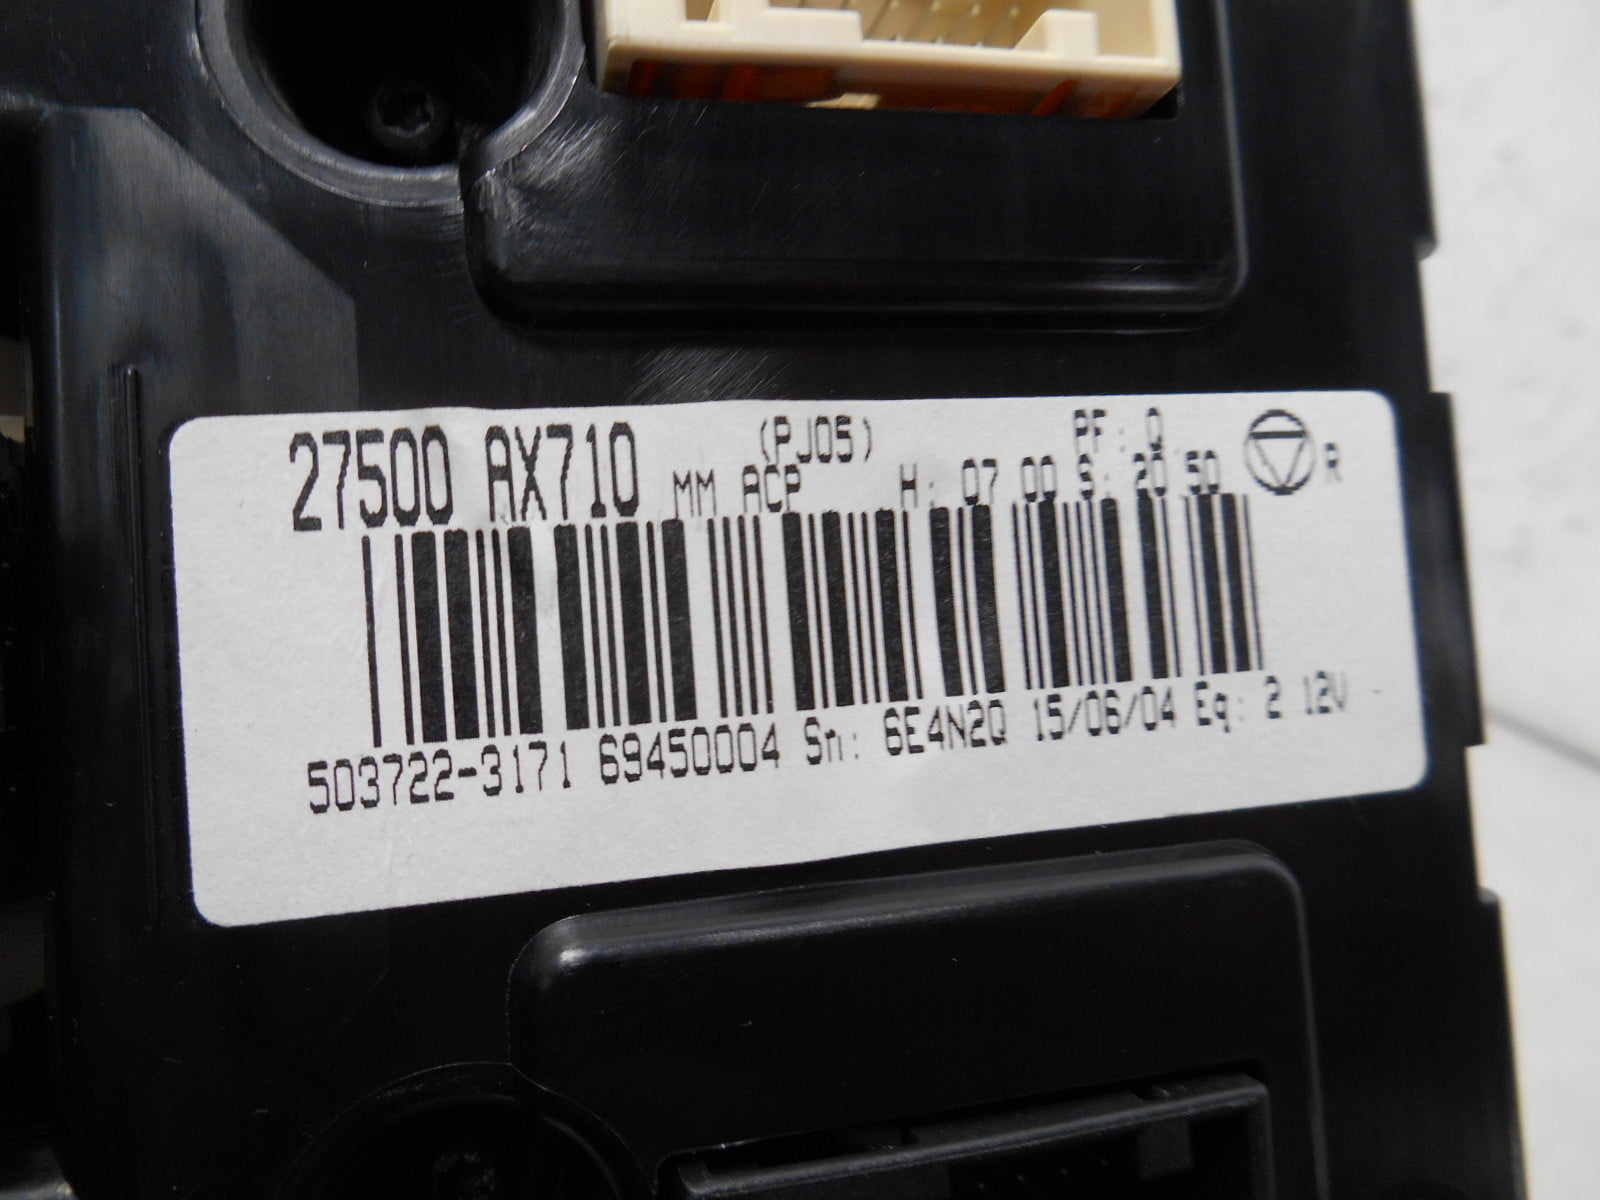 27500 AX710 (PJ05) PF: Q
MM ACP H: 07 00 S: 20 50 R
503722-3171 69450004 Sn: 6E4N2Q 15/06/04 Eq: 2 12V